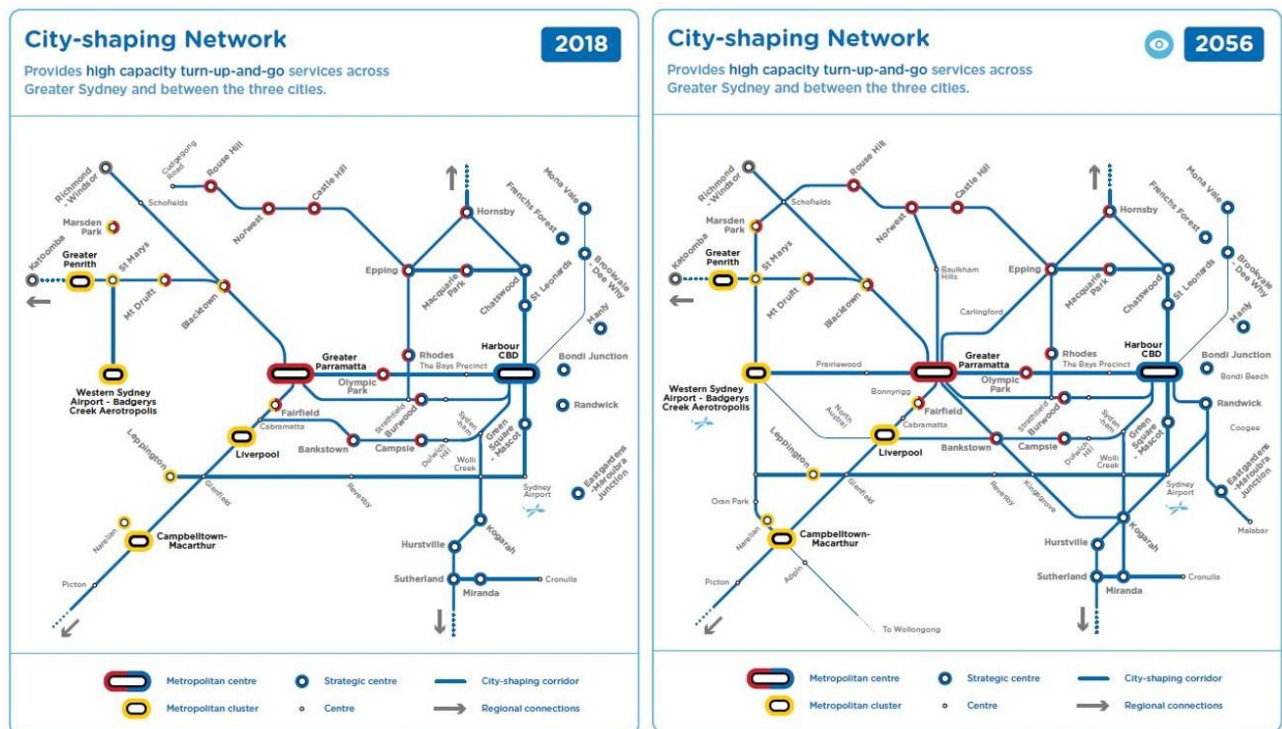 City-shaping Network
2018
Provides high capacity turn-up-and-go services across
Greater Sydney and between the three cities.
Richmond
-Windsor
Cudgegong
Road
Rouse Hill
Schofields
Norwest
Castle Hill
Marsden
Park
Katoomba
Greater
Penrith
St Marys
Mt Druitt
Blacktown
Western Sydney
Airport - Badgerys
Creek Aerotropolis
Hornsby
Epping
Macquarie
Park
Chatswood
St Leonards
Frenchs Forest
Mona Vale
Brookvale
- Dee Why
Manly
Harbour
CBD
Bondi Junction
Randwick
Rhodes
The Bays Precinct
Greater
Parramatta
Olympic
Park
Strathfield
Burwood
Fairfield
Cabramatta
Liverpool
Bankstown
Campsie
Dulwich
Hill
Syden
-ham
Green
Square
- Mascot
Wolli
Creek
Leppington
Glenfield
Revesby
Sydney
Airport
Eastgardens
-Maroubra
Junction
Narellan
Campbelltown-
Macarthur
Picton
Kogarah
Hurstville
Sutherland
Miranda
Cronulla
Metropolitan centre
Strategic centre
City-shaping corridor
Metropolitan cluster
Centre
Regional connections
City-shaping Network
2056
Provides high capacity turn-up-and-go services across
Greater Sydney and between the three cities.
Richmond
-Windsor
Rouse Hill
Schofields
Norwest
Castle Hill
Marsden
Park
Katoomba
Greater
Penrith
St Marys
Mt Druitt
Blacktown
Baulkham
Hills
Carlingford
Hornsby
Epping
Macquarie
Park
Chatswood
St Leonards
Frenchs Forest
Mona Vale
Brookvale
- Dee Why
Manly
Harbour
CBD
Bondi Junction
Bondi Beach
Randwick
Coogee
Rhodes
The Bays Precinct
Greater
Parramatta
Olympic
Park
Prairiewood
Bonnyrigg
Western Sydney
Airport - Badgerys
Creek Aerotropolis
North
Austral
Strathfield
Burwood
Fairfield
Cabramatta
Liverpool
Bankstown
Campsie
Dulwich
Hill
Syden
-ham
Green
Square
- Mascot
Wolli
Creek
Leppington
Glenfield
Revesby
Kingsgrove
Sydney
Airport
Eastgardens
-Maroubra
Junction
Malabar
Oran Park
Narellan
Campbelltown-
Macarthur
Picton
Appin
To Wollongong
Kogarah
Hurstville
Sutherland
Miranda
Cronulla
Metropolitan centre
Strategic centre
City-shaping corridor
Metropolitan cluster
Centre
Regional connections